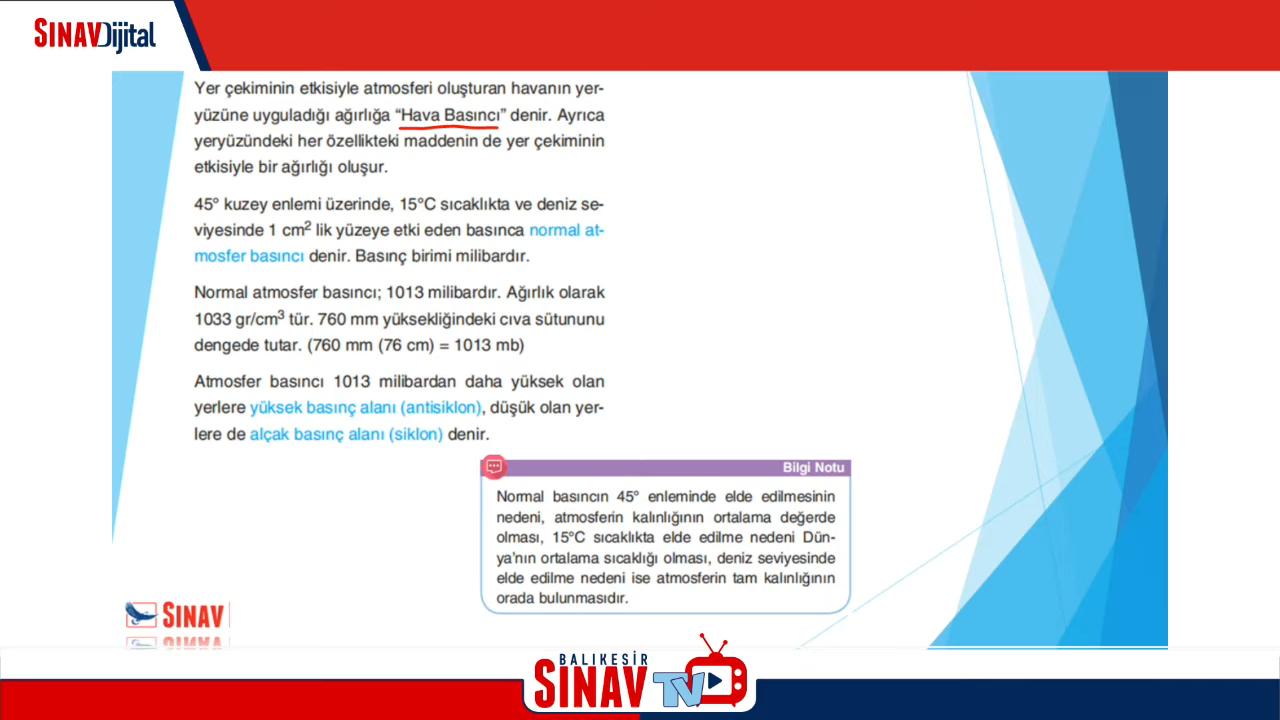 SINAVDijital
Yer çekiminin etkisiyle atmosferi oluşturan havanın yer-
yüzüne uyguladığı ağırlığa “Hava Basıncı” denir. Ayrıca
yeryüzündeki her özellikteki maddenin de yer çekiminin
etkisiyle bir ağırlığı oluşur.
45° kuzey enlemi üzerinde, 15°C sıcaklıkta ve deniz se-
viyesinde 1 cm² lik yüzeye etki eden basınca normal at-
mosfer basıncı denir. Basınç birimi milibardır.
Normal atmosfer basıncı; 1013 milibardır. Ağırlık olarak
1033 gr/cm³ tür. 760 mm yüksekliğindeki cıva sütununu
dengede tutar. (760 mm (76 cm) = 1013 mb)
Atmosfer basıncı 1013 milibardan daha yüksek olan
yerlere yüksek basınç alanı (antisiklon), düşük olan yer-
lere de alçak basınç alanı (siklon) denir.
Bilgi Notu
Normal basıncın 45° enleminde elde edilmesinin
nedeni, atmosferin kalınlığının ortalama değerde
olması, 15°C sıcaklıkta elde edilme nedeni Dün-
ya’nın ortalama sıcaklığı olması, deniz seviyesinde
elde edilme nedeni ise atmosferin tam kalınlığının
orada bulunmasıdır.
SINAV
BALIKESİR
SINAV TV